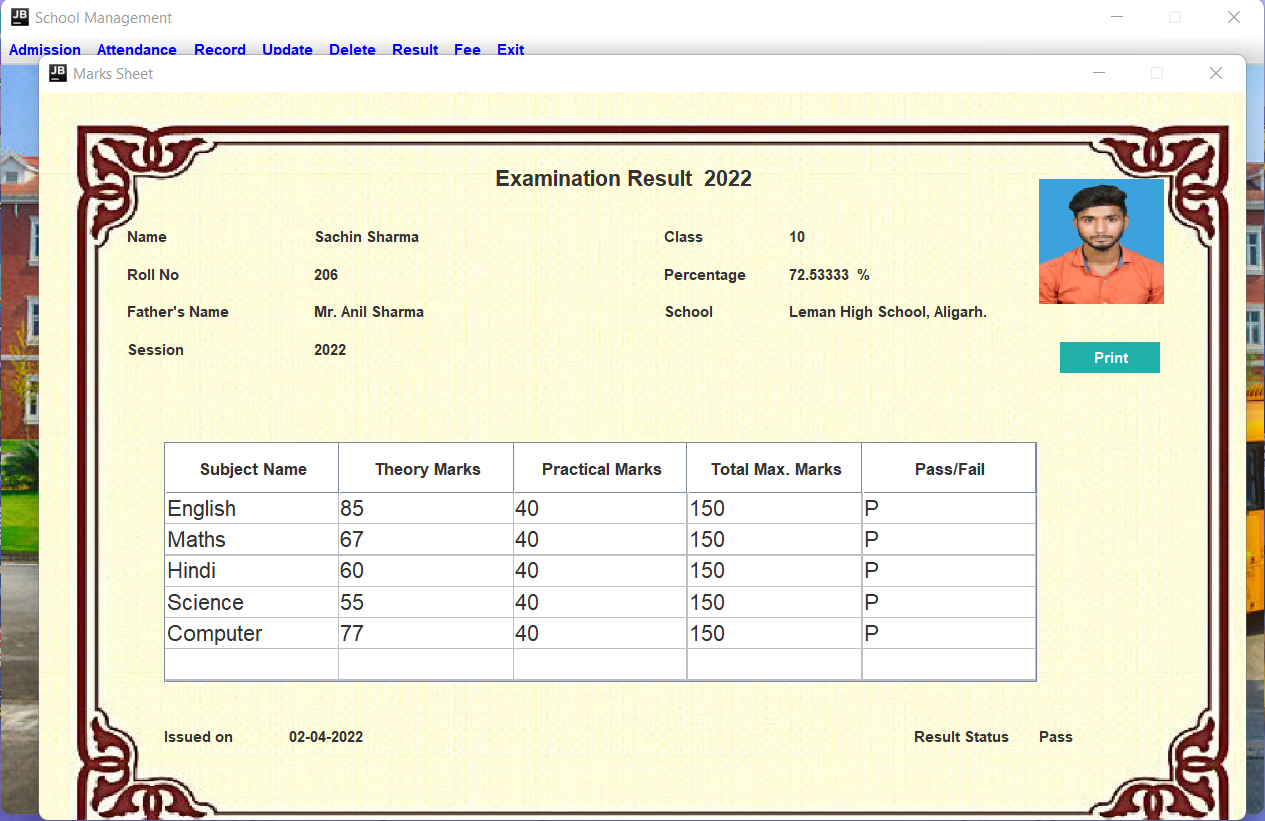 JB School Management
Admission Attendance Record Update Delete Result Fee Exit
JB Marks Sheet
Examination Result 2022
Name Sachin Sharma Class 10
Roll No 206 Percentage 72.53333 %
Father's Name Mr. Anil Sharma School Leman High School, Aligarh.
Session 2022
Print
Subject Name Theory Marks Practical Marks Total Max. Marks Pass/Fail
English 85 40 150 P
Maths 67 40 150 P
Hindi 60 40 150 P
Science 55 40 150 P
Computer 77 40 150 P
Issued on 02-04-2022 Result Status Pass